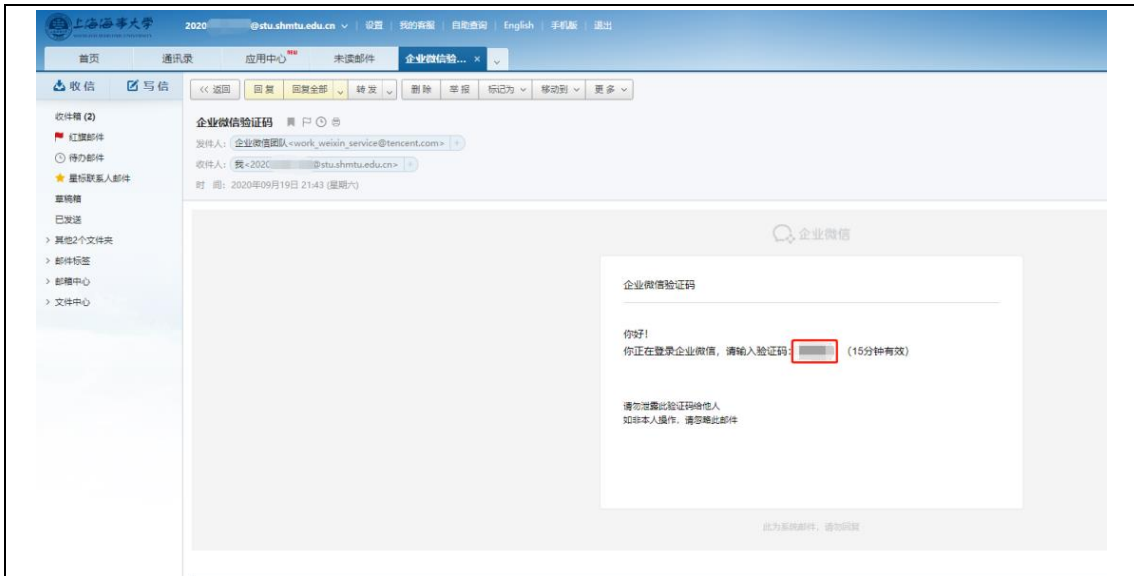 上海海事大学
2020 @stu.shmtu.edu.cn | 设置 | 我的客服 | 自助查询 | English | 手机版 | 退出
首页 通讯录 应用中心 未读邮件 企业微信验... ×
收信 写信
<< 返回 回复 回复全部 转发 删除 举报 标记为 移动到 更多
收件箱 (2)
红旗邮件
待办邮件
星标联系人邮件
草稿箱
已发送
> 其他2个文件夹
> 邮件标签
> 邮箱中心
> 文件中心
企业微信验证码
发件人: 企业微信团队<work_weixin_service@tencent.com> +
收件人: 我<2020 @stu.shmtu.edu.cn> +
时 间: 2020年09月19日 21:43 (星期六)
企业微信
企业微信验证码
你好!
你正在登录企业微信,请输入验证码: (15分钟有效)
请勿泄露此验证码给他人
如非本人操作,请忽略此邮件
此为系统邮件,请勿回复